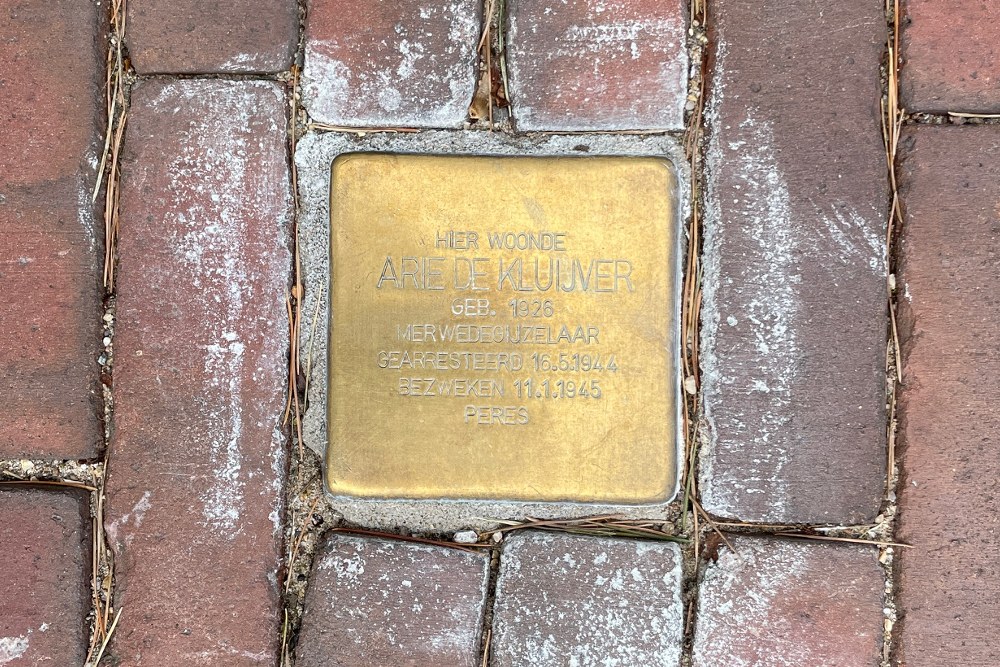 HIER WOONDE
ARIE DE KLUIJVER
GEB. 1926
MERWEDEGIJZELAAR
GEARRESTEERD 16.5.1944
BEZWEKEN 11.1.1945
PERES